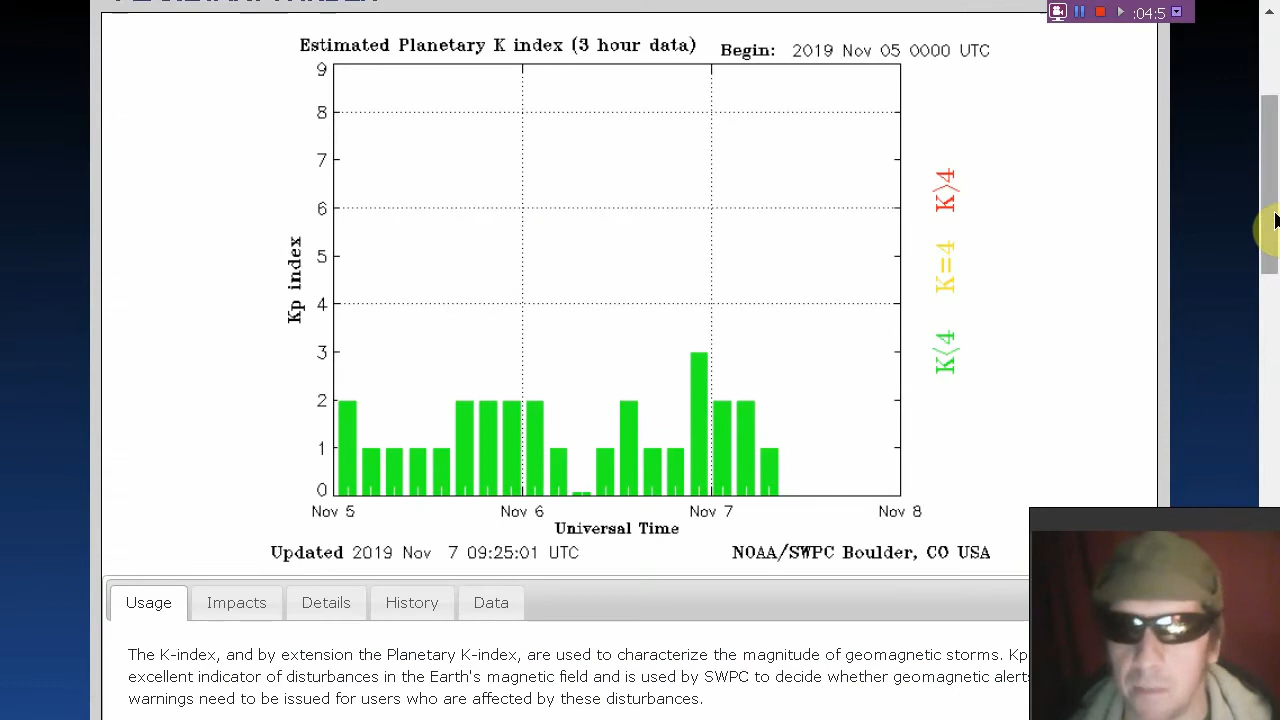 :04:5
Estimated Planetary K index (3 hour data)
Begin: 2019 Nov 05 0000 UTC
9
8
7
6
5
4
3
2
1
0
Kp index
K>4
K=4
K<4
Nov 5 Nov 6 Nov 7 Nov 8
Universal Time
Updated 2019 Nov 7 09:25:01 UTC
NOAA/SWPC Boulder, CO USA
Usage Impacts Details History Data
The K-index, and by extension the Planetary K-index, are used to characterize the magnitude of geomagnetic storms. Kp
excellent indicator of disturbances in the Earth's magnetic field and is used by SWPC to decide whether geomagnetic alert
warnings need to be issued for users who are affected by these disturbances.